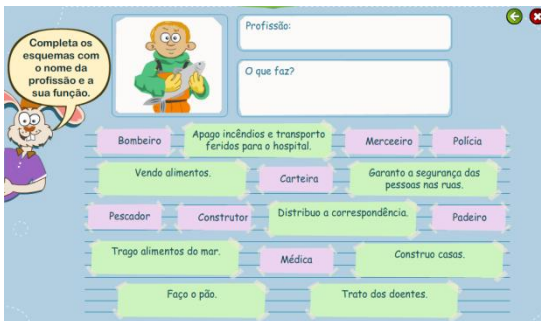 Completa os
esquemas com
o nome da
profissão e a
sua função.
Profissão:
O que faz?
Bombeiro
Apago incêndios e transporto
feridos para o hospital.
Merceeiro
Polícia
Vendo alimentos.
Carteira
Garanto a segurança das
pessoas nas ruas.
Pescador
Construtor
Distribuo a correspondência.
Padeiro
Trago alimentos do mar.
Médica
Construo casas.
Faço o pão.
Trato dos doentes.